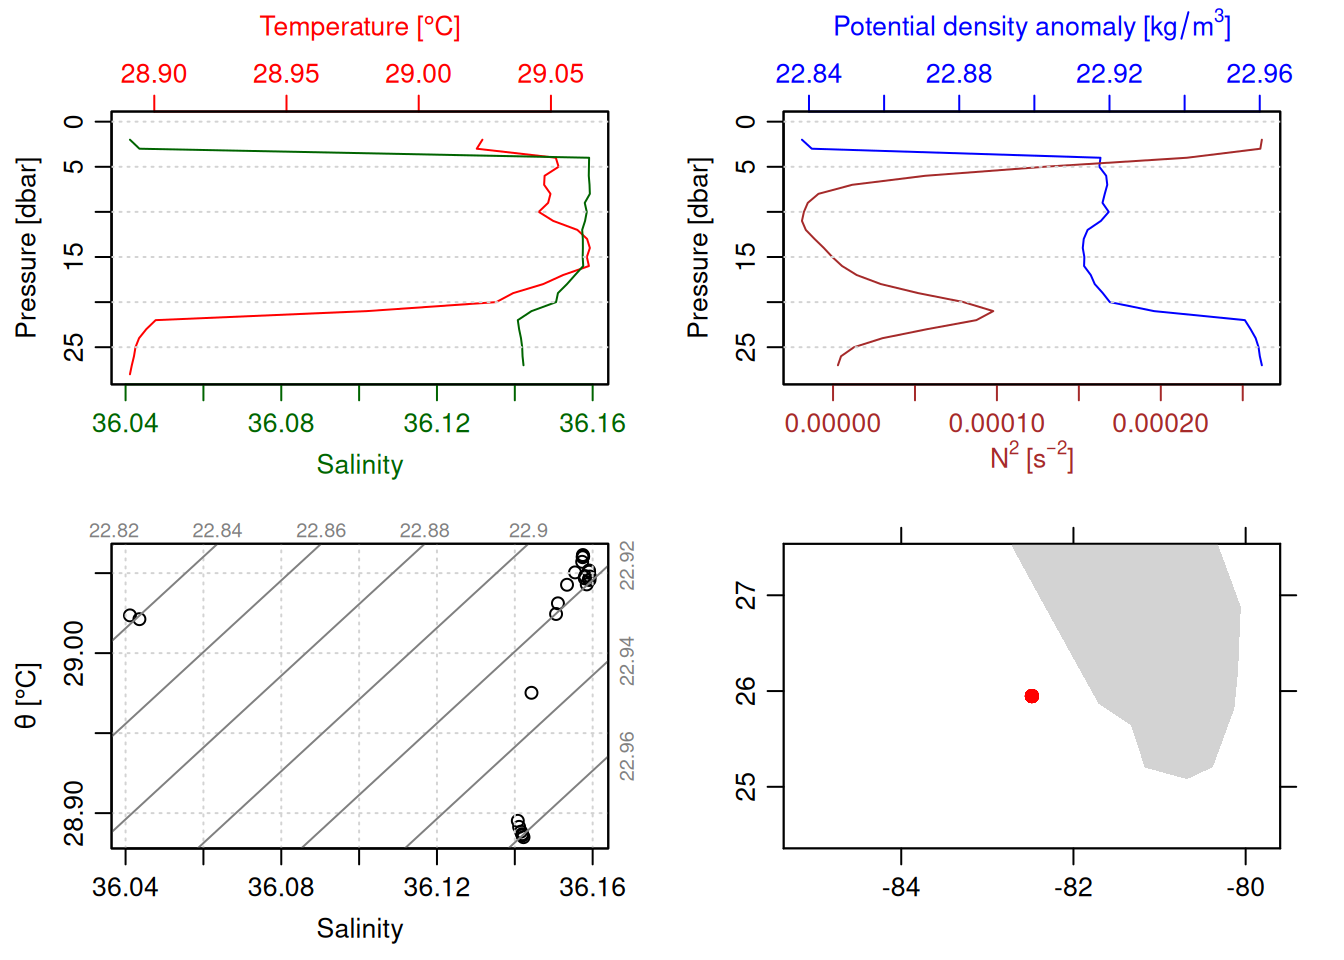 Temperature [°C]
28.90 28.95 29.00 29.05
Pressure [dbar]
0
5
15
25
36.04 36.08 36.12 36.16
Salinity
Potential density anomaly [kg/m³]
22.84 22.88 22.92 22.96
Pressure [dbar]
0
5
15
25
0.00000 0.00010 0.00020
N² [s⁻²]
22.82 22.84 22.86 22.88 22.9
22.92
22.94
22.96
θ [°C]
29.00
28.90
36.04 36.08 36.12 36.16
Salinity
27
26
25
-84 -82 -80